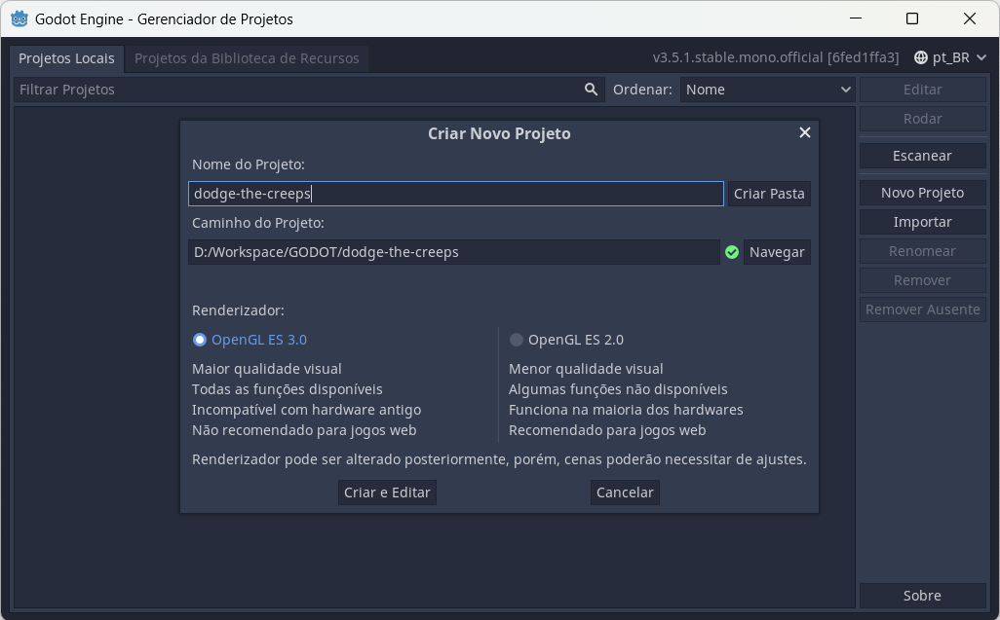 Godot Engine - Gerenciador de Projetos
Projetos Locais
Projetos da Biblioteca de Recursos
v3.5.1.stable.mono.official [6fed1ffa3]
pt_BR
Filtrar Projetos
Ordenar:
Nome
Editar
Rodar
Escanear
Novo Projeto
Importar
Renomear
Remover
Remover Ausente
Sobre
Criar Novo Projeto
Nome do Projeto:
dodge-the-creeps
Criar Pasta
Caminho do Projeto:
D:/Workspace/GODOT/dodge-the-creeps
Navegar
Renderizador:
OpenGL ES 3.0
Maior qualidade visual
Todas as funções disponíveis
Incompatível com hardware antigo
Não recomendado para jogos web
OpenGL ES 2.0
Menor qualidade visual
Algumas funções não disponíveis
Funciona na maioria dos hardwares
Recomendado para jogos web
Renderizador pode ser alterado posteriormente, porém, cenas poderão necessitar de ajustes.
Criar e Editar
Cancelar